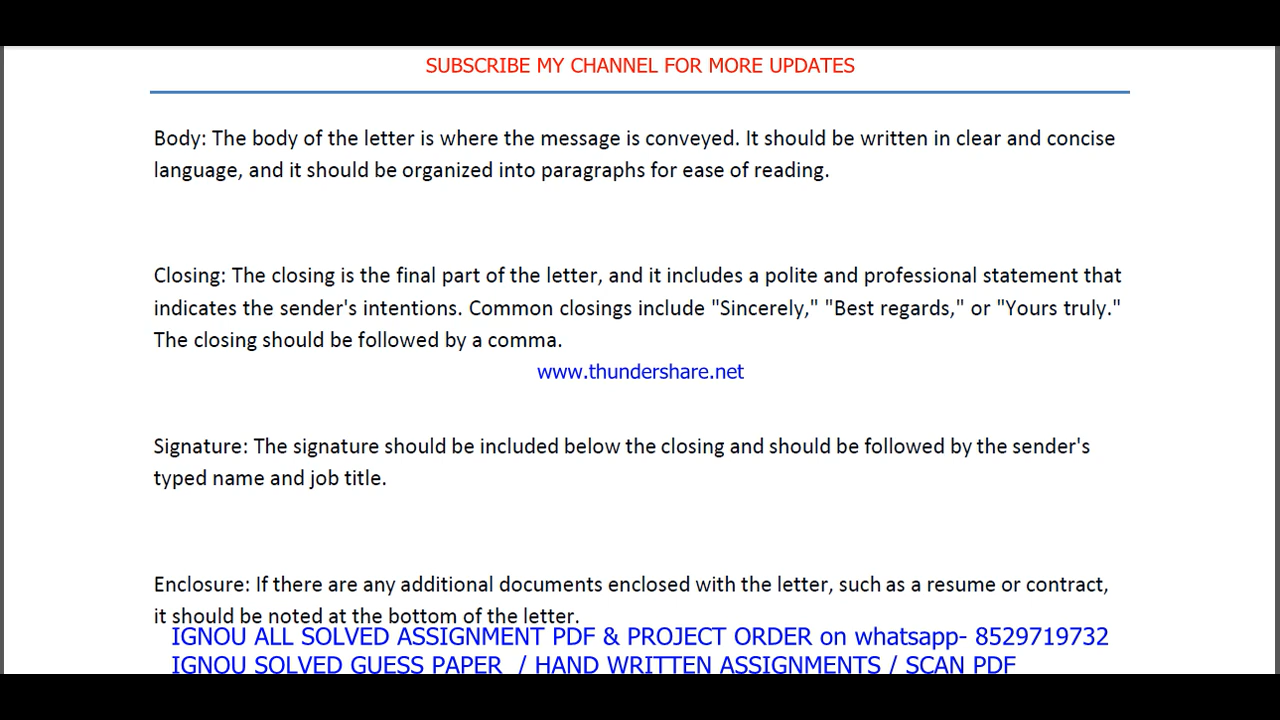 SUBSCRIBE MY CHANNEL FOR MORE UPDATES
Body: The body of the letter is where the message is conveyed. It should be written in clear and concise
language, and it should be organized into paragraphs for ease of reading.
Closing: The closing is the final part of the letter, and it includes a polite and professional statement that
indicates the sender's intentions. Common closings include "Sincerely," "Best regards," or "Yours truly."
The closing should be followed by a comma.
www.thundershare.net
Signature: The signature should be included below the closing and should be followed by the sender's
typed name and job title.
Enclosure: If there are any additional documents enclosed with the letter, such as a resume or contract,
it should be noted at the bottom of the letter.
IGNOU ALL SOLVED ASSIGNMENT PDF & PROJECT ORDER on whatsapp- 8529719732
IGNOU SOLVED GUESS PAPER / HAND WRITTEN ASSIGNMENTS / SCAN PDF